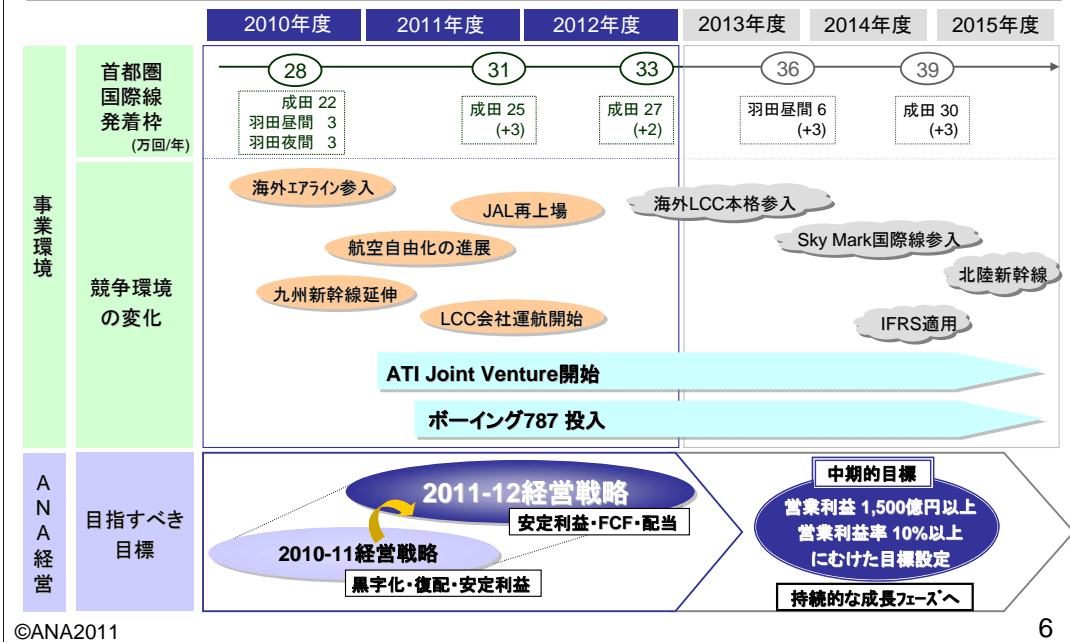 2010年度 2011年度 2012年度 2013年度 2014年度 2015年度
事業環境
首都圏
国際線
発着枠
(万回/年)
28 31 33 36 39
成田 22
羽田昼間 3
羽田夜間 3
成田 25
(+3)
成田 27
(+2)
羽田昼間 6
(+3)
成田 30
(+3)
競争環境
の変化
海外エアライン参入
JAL再上場
海外LCC本格参入
航空自由化の進展
Sky Mark国際線参入
九州新幹線延伸
北陸新幹線
LCC会社運航開始
IFRS適用
ATI Joint Venture開始
ボーイング787 投入
ANA経営
目指すべき
目標
2011-12経営戦略
安定利益・FCF・配当
2010-11経営戦略
黒字化・復配・安定利益
中期的目標
営業利益 1,500億円以上
営業利益率 10%以上
にむけた目標設定
持続的な成長フェーズへ
©ANA2011
6